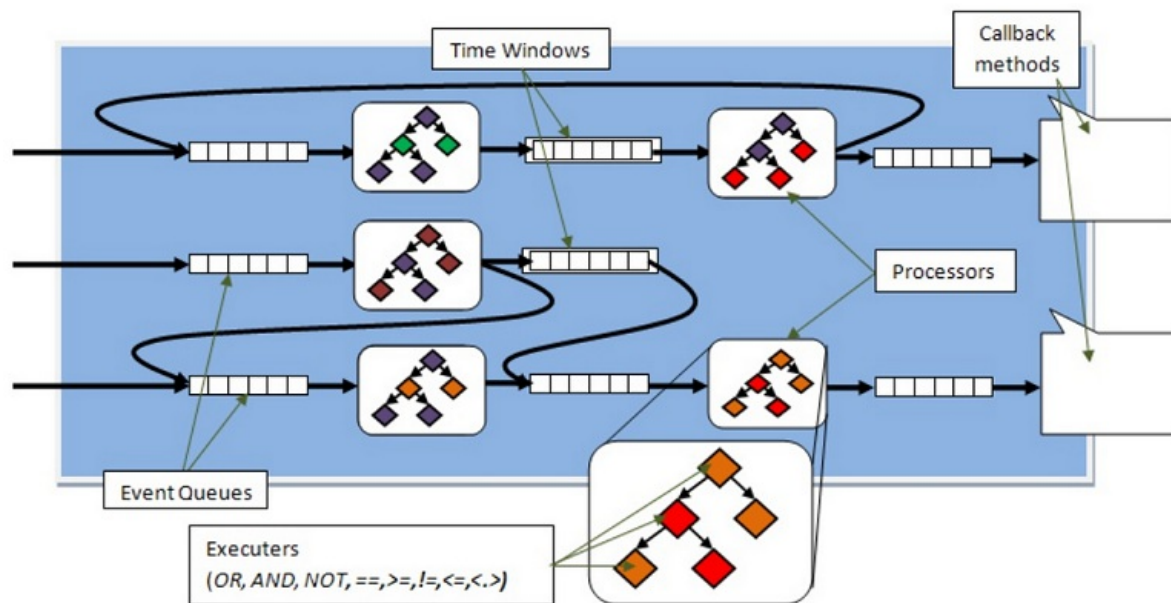 Time Windows
Callback
methods
Processors
Event Queues
Executers
(OR, AND, NOT, ==,>=,!=,<=,<.>)